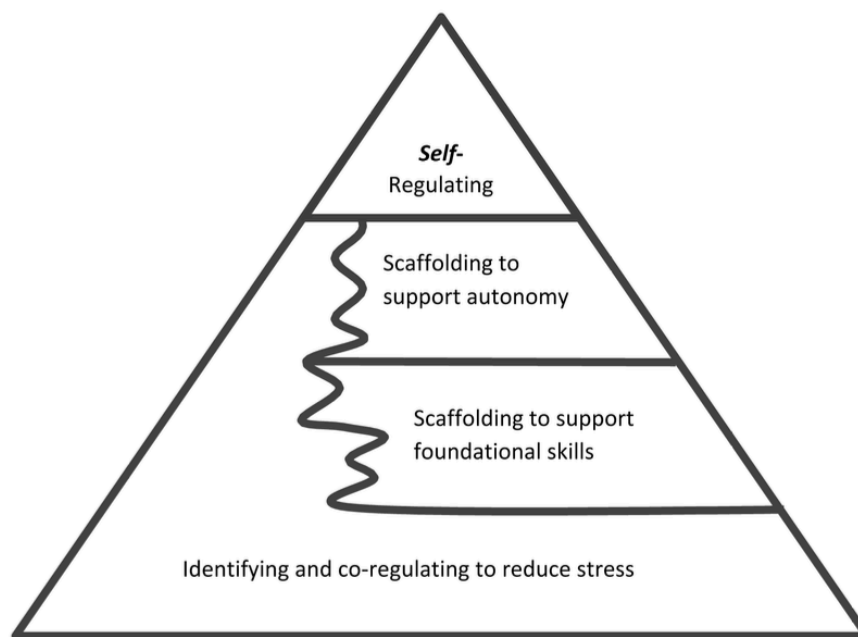 Self-
Regulating
Scaffolding to
support autonomy
Scaffolding to support
foundational skills
Identifying and co-regulating to reduce stress